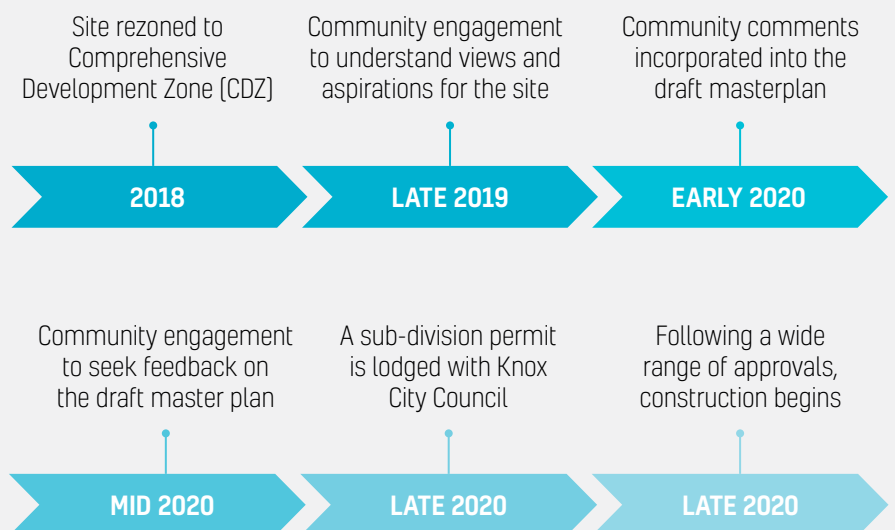 Site rezoned to
Comprehensive
Development Zone (CDZ)
2018
Community engagement
to understand views and
aspirations for the site
LATE 2019
Community comments
incorporated into the
draft masterplan
EARLY 2020
Community engagement
to seek feedback on
the draft master plan
MID 2020
A sub-division permit
is lodged with Knox
City Council
LATE 2020
Following a wide
range of approvals,
construction begins
LATE 2020